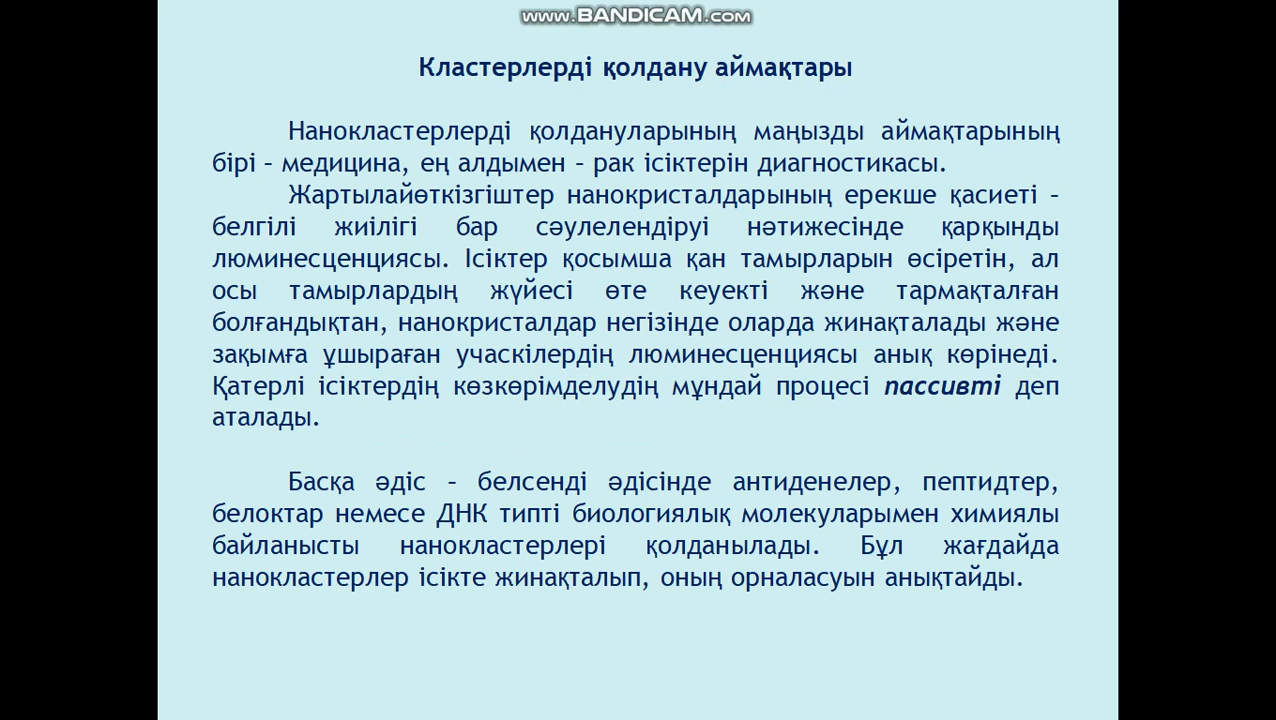 www.BANDICAM.com
Кластерлерді қолдану аймақтары
Нанокластерлерді қолдануларының маңызды аймақтарының
бірі - медицина, ең алдымен - рак ісіктерін диагностикасы.
Жартылайөткізгіштер нанокристалдарының ерекше қасиеті -
белгілі жиілігі бар сәулелендіруі нәтижесінде қарқынды
люминесценциясы. Ісіктер қосымша қан тамырларын өсіретін, ал
осы тамырлардың жүйесі өте кеуекті және тармақталған
болғандықтан, нанокристалдар негізінде оларда жинақталады және
зақымға ұшыраған учаскілердің люминесценциясы анық көрінеді.
Қатерлі ісіктердің көзкөрімделудің мұндай процесі пассивті деп
аталады.
Басқа әдіс - белсенді әдісінде антиденелер, пептидтер,
белоктар немесе ДНК типті биологиялық молекуларымен химиялы
байланысты нанокластерлері қолданылады. Бұл жағдайда
нанокластерлер ісікте жинақталып, оның орналасуын анықтайды.